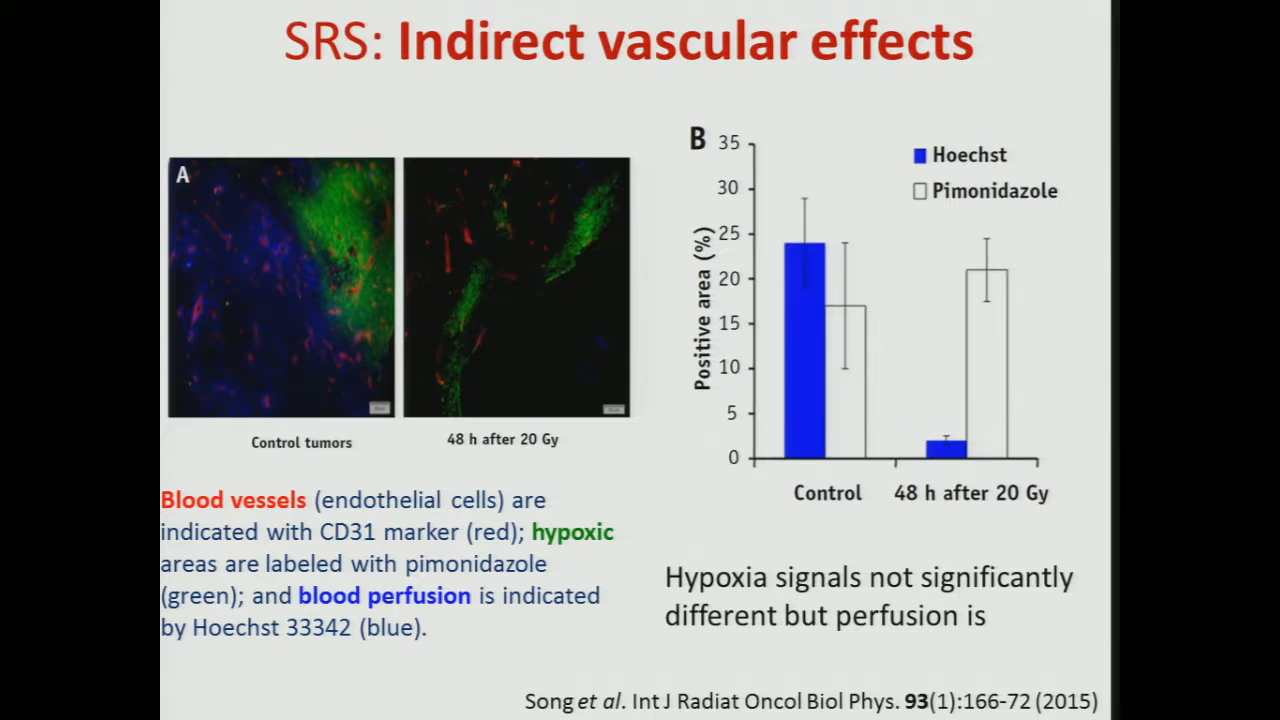 SRS: Indirect vascular effects
A
Control tumors
48 h after 20 Gy
Blood vessels (endothelial cells) are
indicated with CD31 marker (red); hypoxic
areas are labeled with pimonidazole
(green); and blood perfusion is indicated
by Hoechst 33342 (blue).
B
Hoechst
Pimonidazole
Positive area (%)
35
30
25
20
15
10
5
0
Control
48 h after 20 Gy
Hypoxia signals not significantly
different but perfusion is
Song et al. Int J Radiat Oncol Biol Phys. 93(1):166-72 (2015)